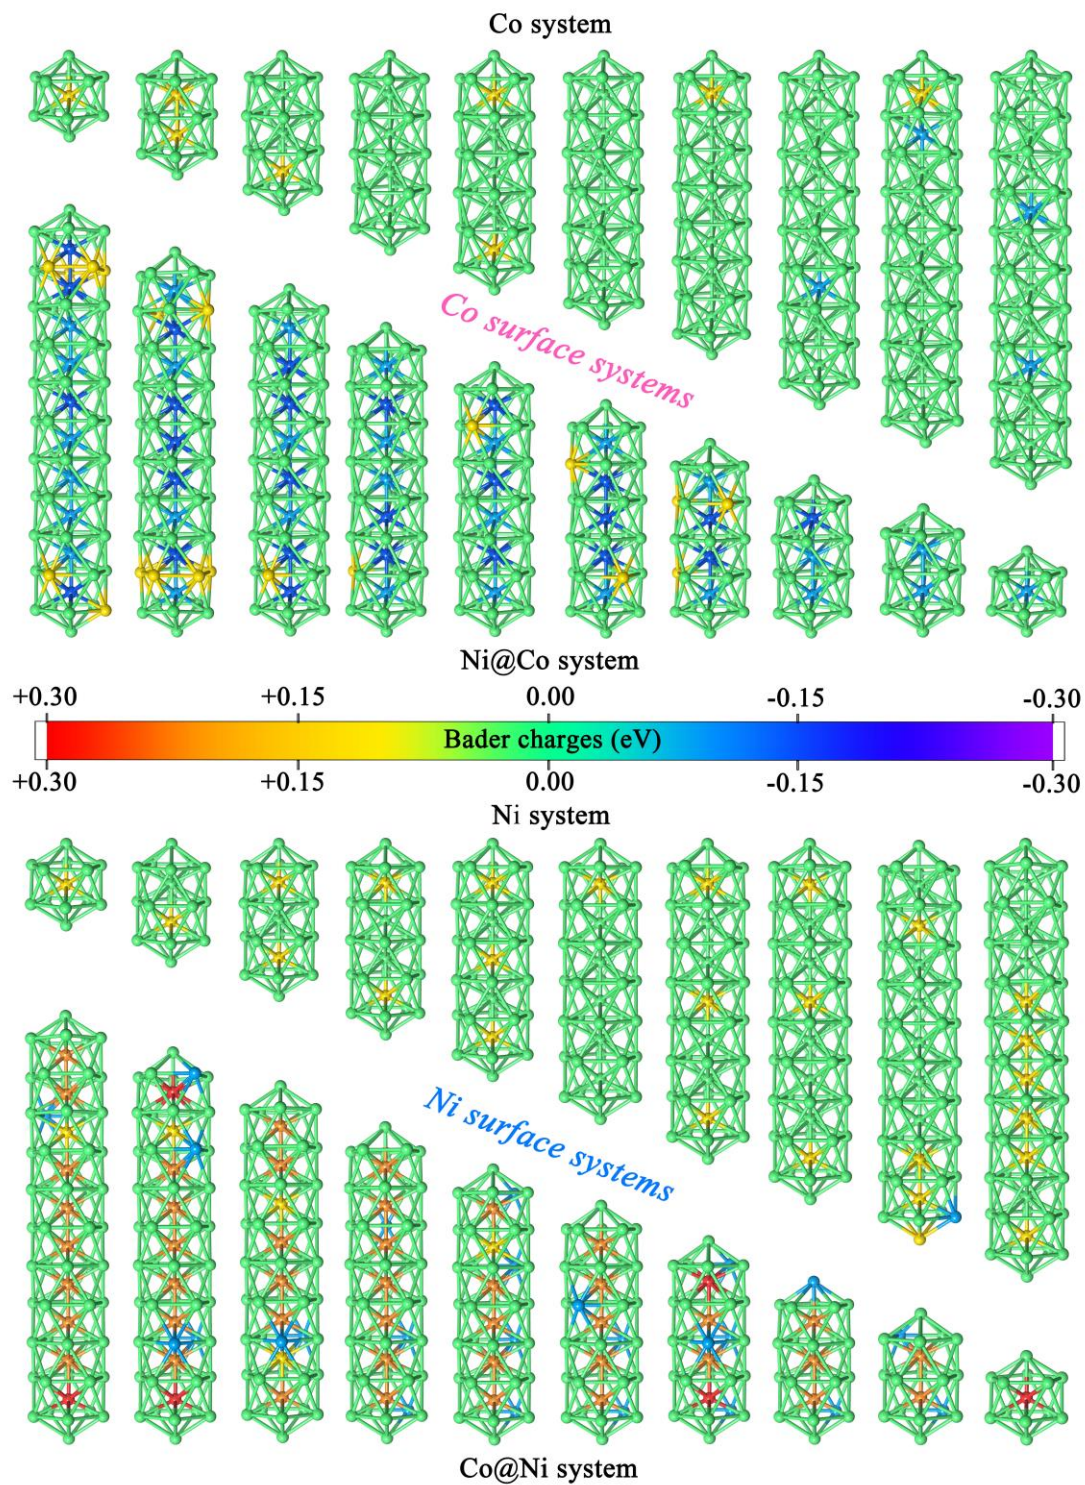 Co system
Co surface systems
Ni@Co system
+0.30 +0.15 0.00 -0.15 -0.30
Bader charges (eV)
+0.30 +0.15 0.00 -0.15 -0.30
Ni system
Ni surface systems
Co@Ni system